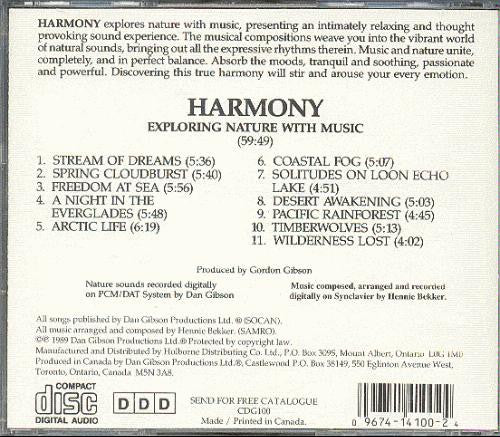 HARMONY explores nature with music, presenting an intimately relaxing and thought
provoking sound experience. The musical compositions weave you into the vibrant world
of natural sounds, bringing out all the expressive rhythms therein. Music and nature unite,
completely, and in perfect balance. Absorb the moods, tranquil and soothing, passionate
and powerful. Discovering this true harmony will stir and arouse your every emotion.
HARMONY
EXPLORING NATURE WITH MUSIC
(59:49)
1. STREAM OF DREAMS (5:36)
2. SPRING CLOUDBURST (5:40)
3. FREEDOM AT SEA (5:56)
4. A NIGHT IN THE
EVERGLADES (5:48)
5. ARCTIC LIFE (6:19)
6. COASTAL FOG (5:07)
7. SOLITUDES ON LOON ECHO
LAKE (4:51)
8. DESERT AWAKENING (5:03)
9. PACIFIC RAINFOREST (4:45)
10. TIMBERWOLVES (5:13)
11. WILDERNESS LOST (4:02)
Produced by Gordon Gibson
Nature sounds recorded digitally
on PCM/DAT System by Dan Gibson
Music composed, arranged and recorded
digitally on Synclavier by Hennie Bekker.
All songs published by Dan Gibson Productions Ltd. ® (SOCAN).
All music arranged and composed by Hennie Bekker. (SAMRO).
©℗ 1989 Dan Gibson Productions Ltd.® Protected by copyright law.
Manufactured and Distributed by Holborne Distributing Co. Ltd., P.O. Box 3095, Mount Albert, Ontario L0G 1M0
Produced in Canada by Dan Gibson Productions Ltd.®, Castlewood P.O. Box 38149, 550 Eglinton Avenue West,
Toronto, Ontario, Canada M5N 3A8.
COMPACT
disc
DIGITAL AUDIO
DDD
SEND FOR FREE CATALOGUE
CDG100
Made / Printed in Canada.
0 9674-14100-2 4